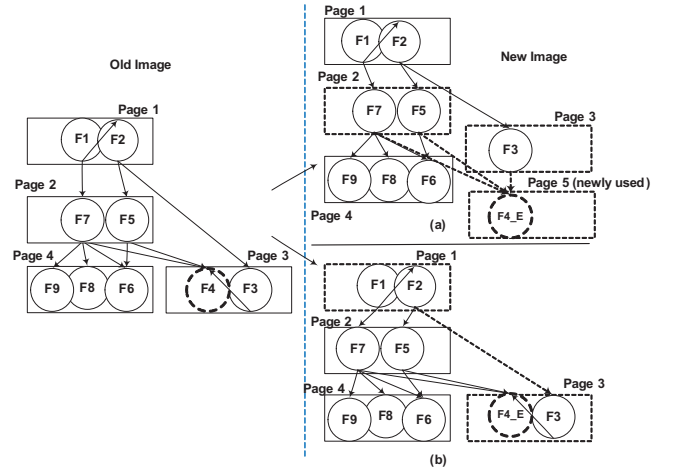 Old Image
Page 1
F1
F2
Page 2
F7
F5
Page 4
F9
F8
F6
Page 3
F4
F3
New Image
Page 1
F1
F2
Page 2
F7
F5
Page 3
F3
F9
F8
F6
Page 4
Page 5 (newly used)
F4_E
(a)
Page 1
F1
F2
Page 2
F7
F5
Page 4
F9
F8
F6
Page 3
F4_E
F3
(b)